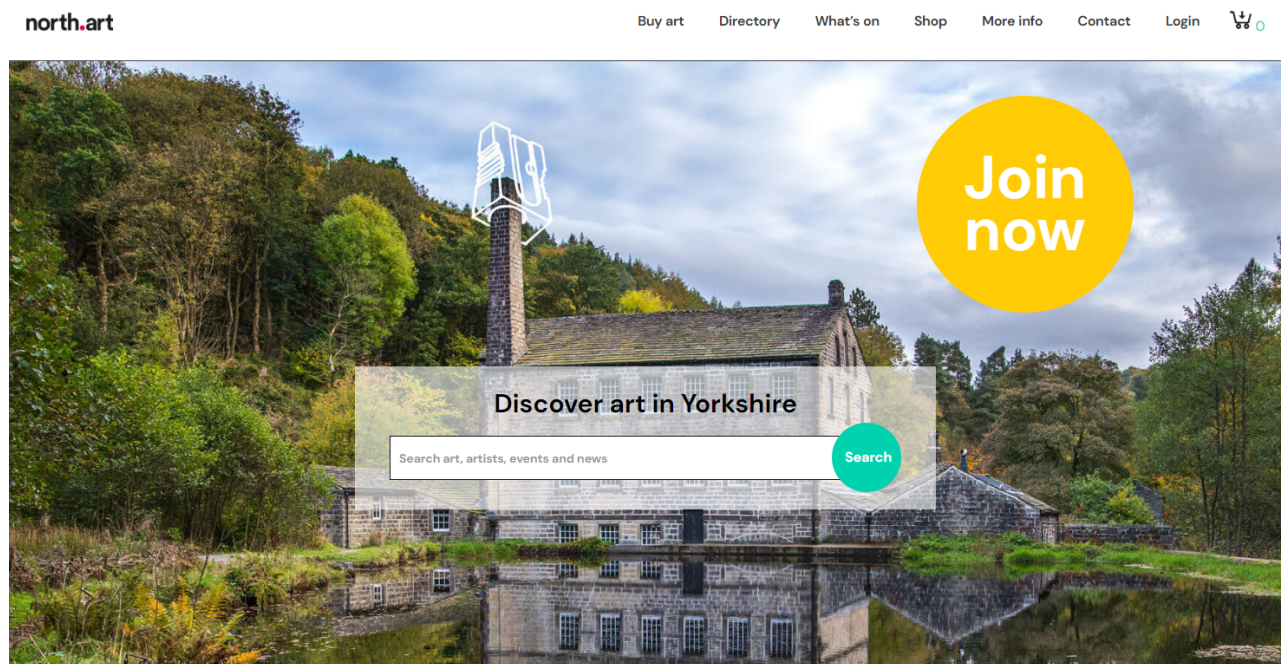 north.art
Buy art Directory What's on Shop More info Contact Login 0
Join
now
Discover art in Yorkshire
Search art, artists, events and news Search